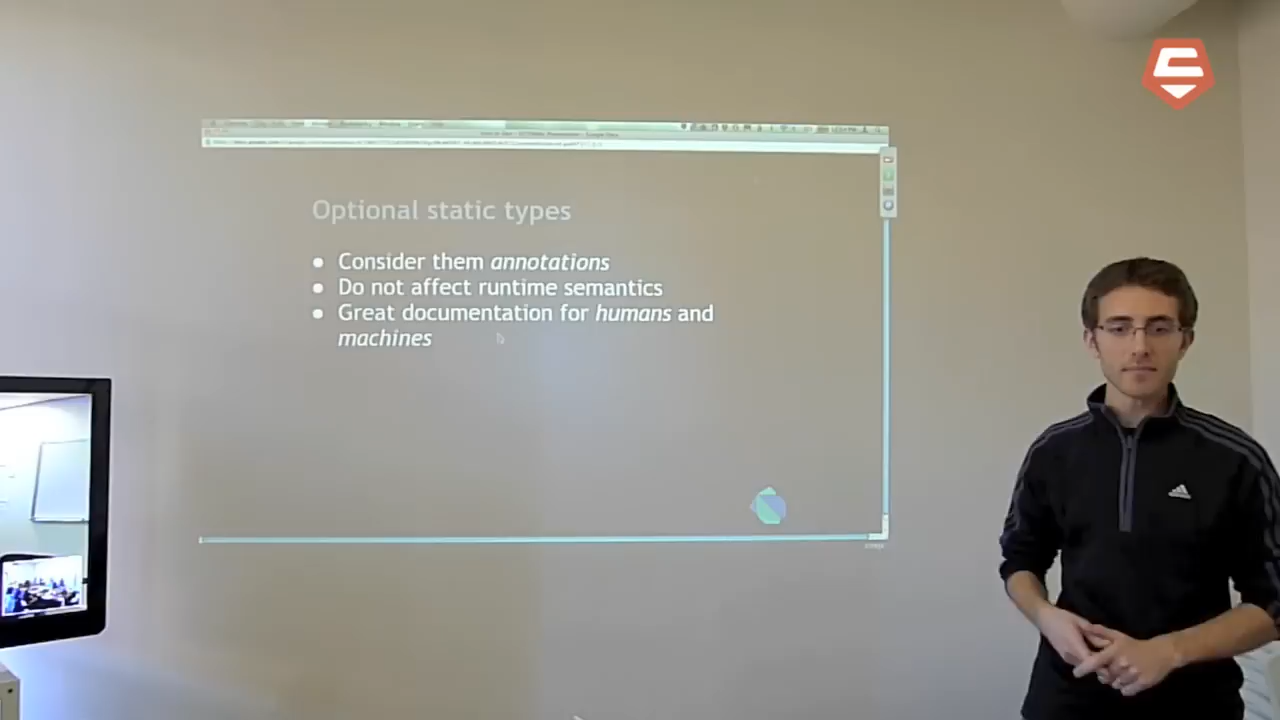 Optional static types
● Consider them annotations
● Do not affect runtime semantics
● Great documentation for humans and
machines